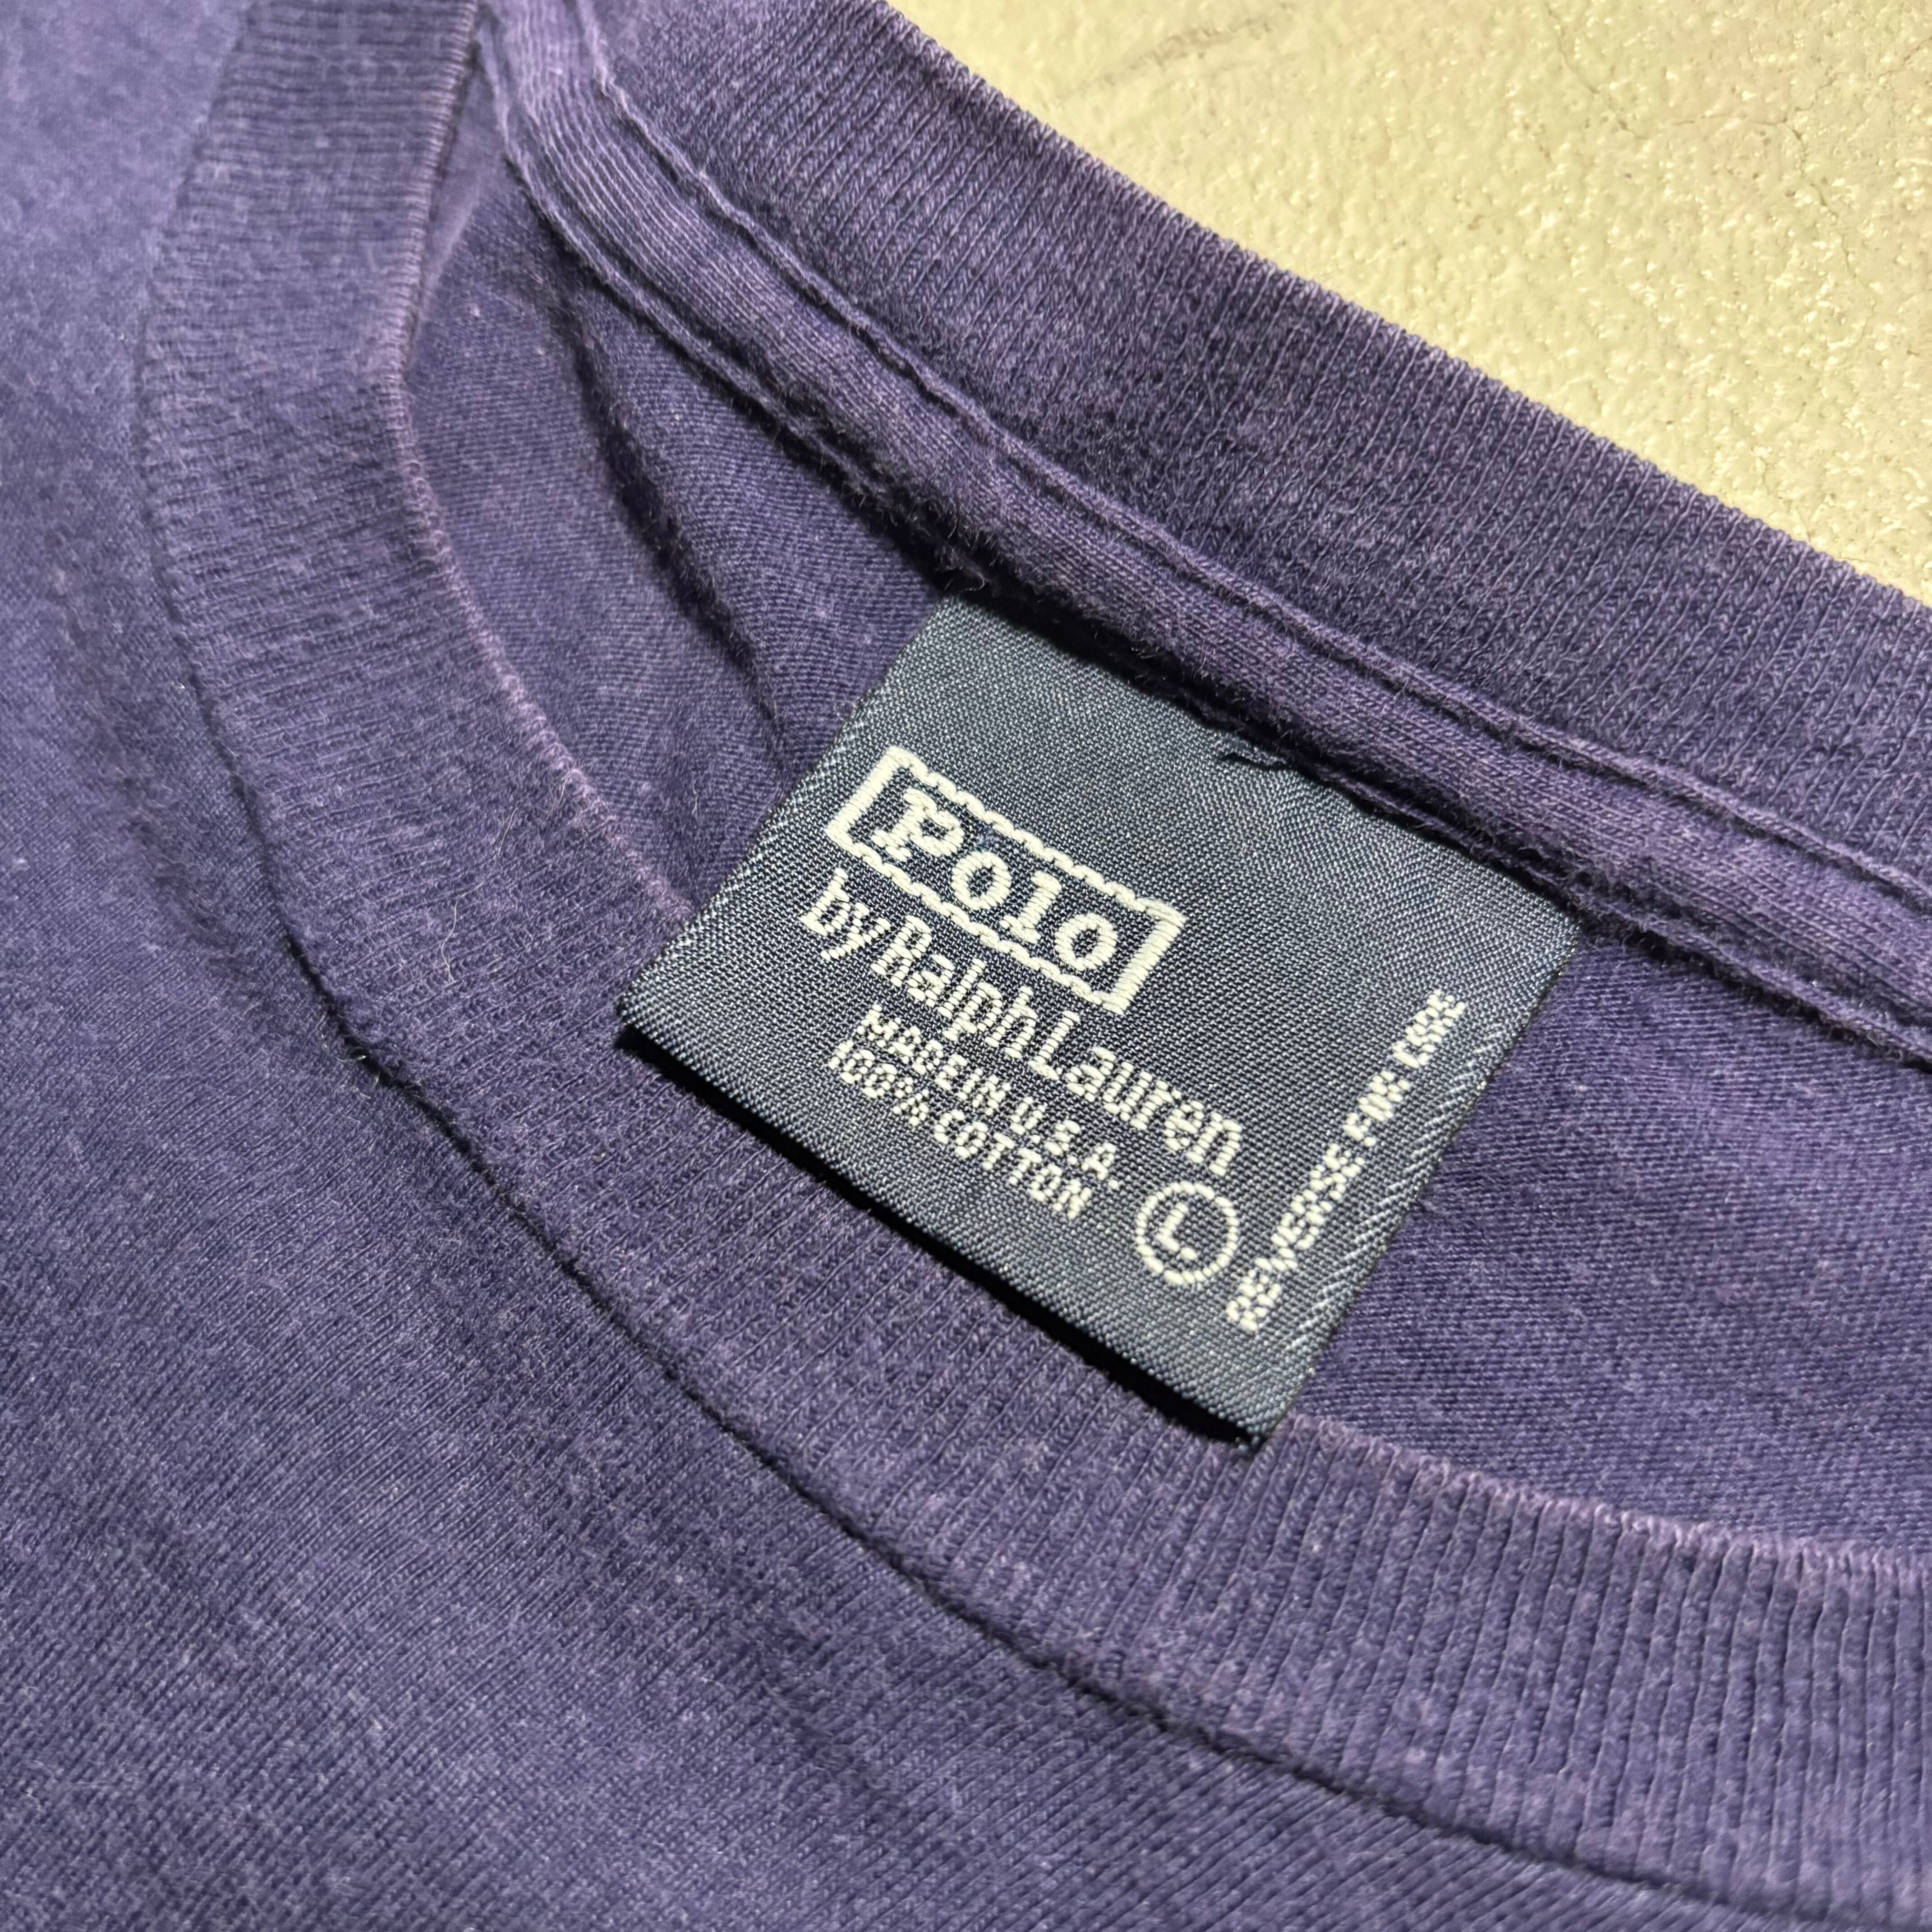 Polo
by Ralph Lauren
MADE IN U.S.A.
100% COTTON
L
REVERSE FOR CARE